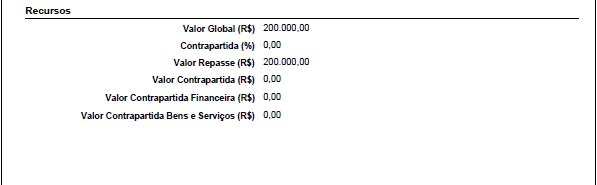 Recursos
Valor Global (R$) 200.000,00
Contrapartida (%) 0,00
Valor Repasse (R$) 200.000,00
Valor Contrapartida (R$) 0,00
Valor Contrapartida Financeira (R$) 0,00
Valor Contrapartida Bens e Serviços (R$) 0,00